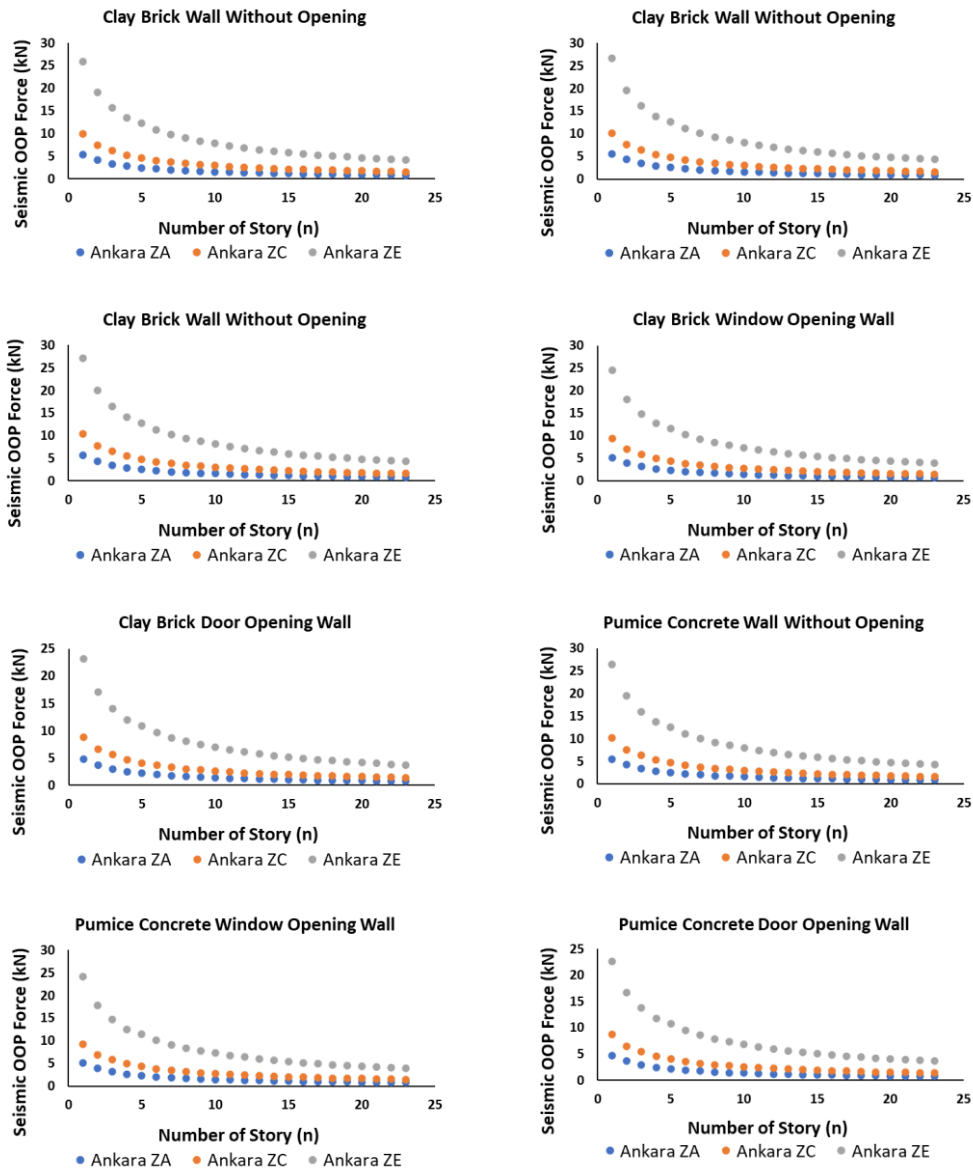 Clay Brick Wall Without Opening
Seismic OOP Force (kN)
30
25
20
15
10
5
0
0 5 10 15 20 25
Number of Story (n)
Ankara ZA Ankara ZC Ankara ZE
Clay Brick Wall Without Opening
Seismic OOP Force (kN)
30
25
20
15
10
5
0
0 5 10 15 20 25
Number of Story (n)
Ankara ZA Ankara ZC Ankara ZE
Clay Brick Wall Without Opening
Seismic OOP Force (kN)
30
25
20
15
10
5
0
0 5 10 15 20 25
Number of Story (n)
Ankara ZA Ankara ZC Ankara ZE
Clay Brick Window Opening Wall
Seismic OOP Force (kN)
30
25
20
15
10
5
0
0 5 10 15 20 25
Number of Story (n)
Ankara ZA Ankara ZC Ankara ZE
Clay Brick Door Opening Wall
Seismic OOP Force (kN)
25
20
15
10
5
0
0 5 10 15 20 25
Number of Story (n)
Ankara ZA Ankara ZC Ankara ZE
Pumice Concrete Wall Without Opening
Seismic OOP Force (kN)
30
25
20
15
10
5
0
0 5 10 15 20 25
Number of Story (n)
Ankara ZA Ankara ZC Ankara ZE
Pumice Concrete Window Opening Wall
Seismic OOP Force (kN)
30
25
20
15
10
5
0
0 5 10 15 20 25
Number of Story (n)
Ankara ZA Ankara ZC Ankara ZE
Pumice Concrete Door Opening Wall
Seismic OOP Froce (kN)
25
20
15
10
5
0
0 5 10 15 20 25
Number of Story (n)
Ankara ZA Ankara ZC Ankara ZE